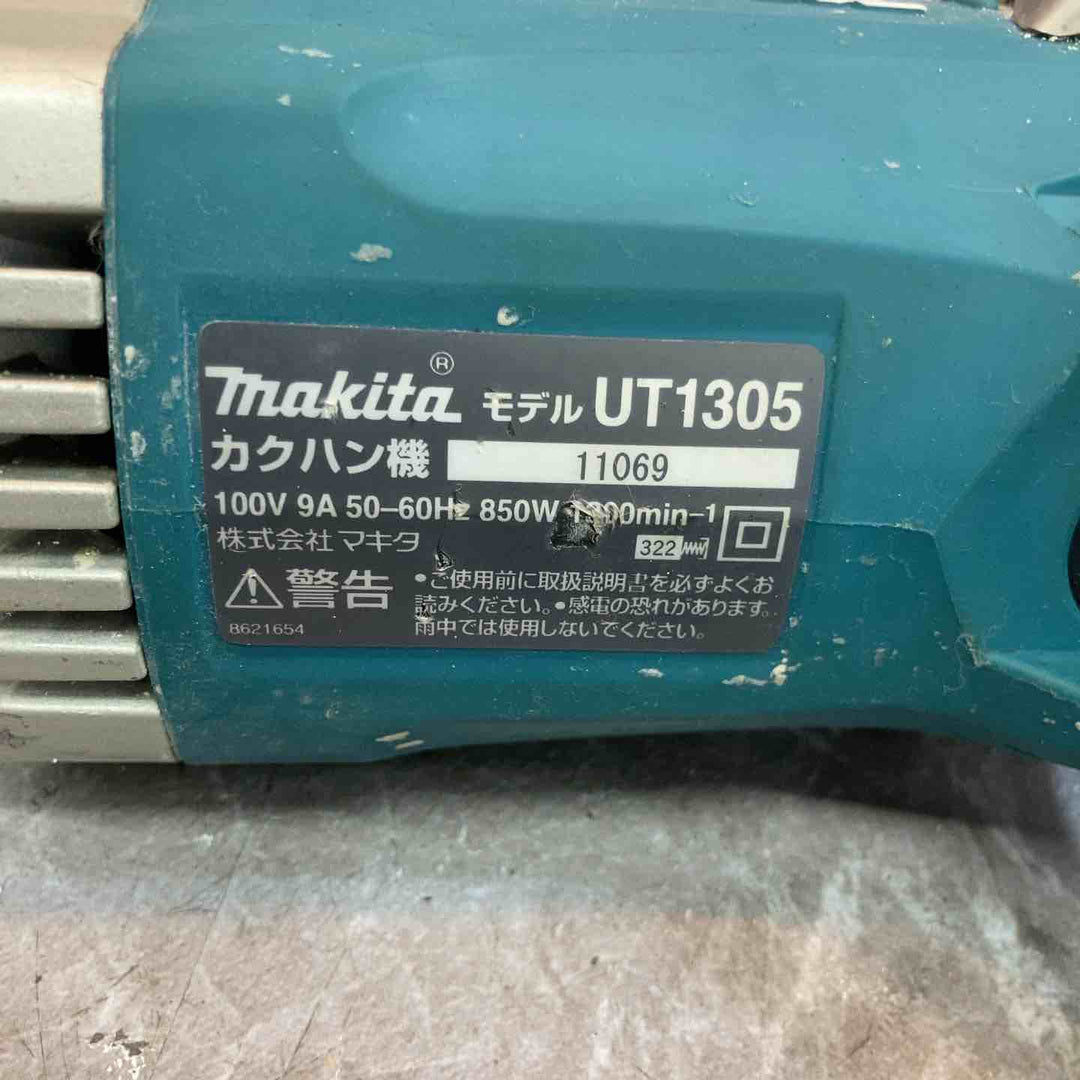 makita® モデル UT1305
カクハン機 11069
100V 9A 50-60Hz 850W 1300min-1
株式会社マキタ 322
警告 •ご使用前に取扱説明書を必ずよくお
読みください。•感電の恐れがあります。
雨中では使用しないでください。
8621654